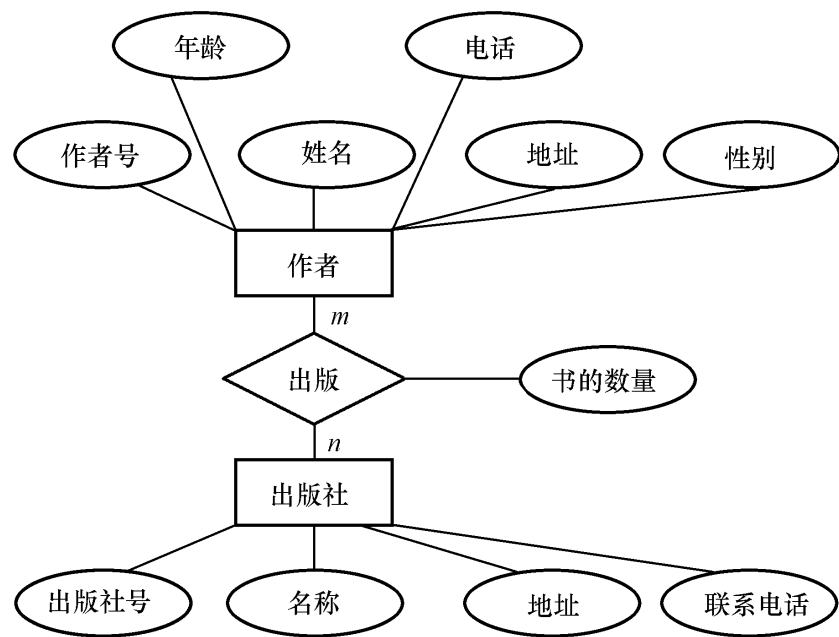 年龄
电话
作者号
姓名
地址
性别
作者
m
出版
书的数量
n
出版社
出版社号
名称
地址
联系电话